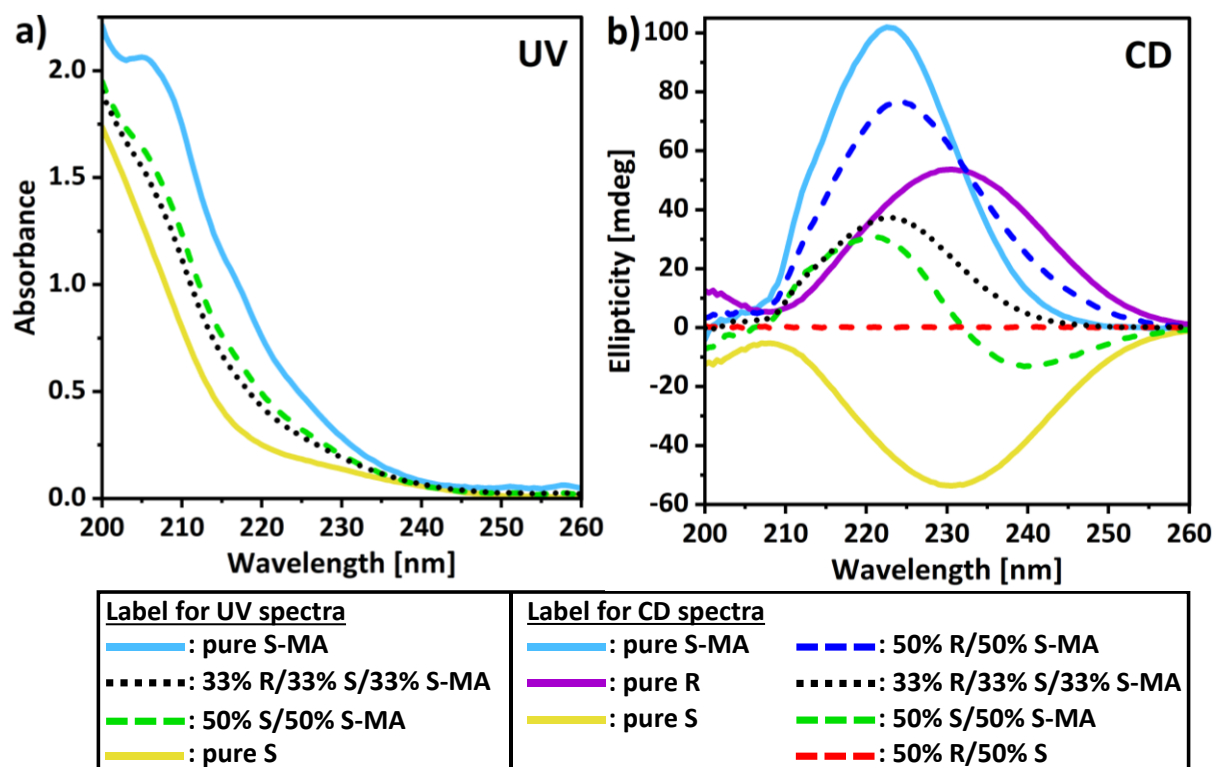 a)
UV
2.0
1.5
1.0
0.5
0.0
Absorbance
200 210 220 230 240 250 260
Wavelength [nm]
b)
CD
100
80
60
40
20
0
-20
-40
-60
Ellipticity [mdeg]
200 210 220 230 240 250 260
Wavelength [nm]
Label for UV spectra
: pure S-MA
: 33% R/33% S/33% S-MA
: 50% S/50% S-MA
: pure S
Label for CD spectra
: pure S-MA
: pure R
: pure S
: 50% R/50% S-MA
: 33% R/33% S/33% S-MA
: 50% S/50% S-MA
: 50% R/50% S